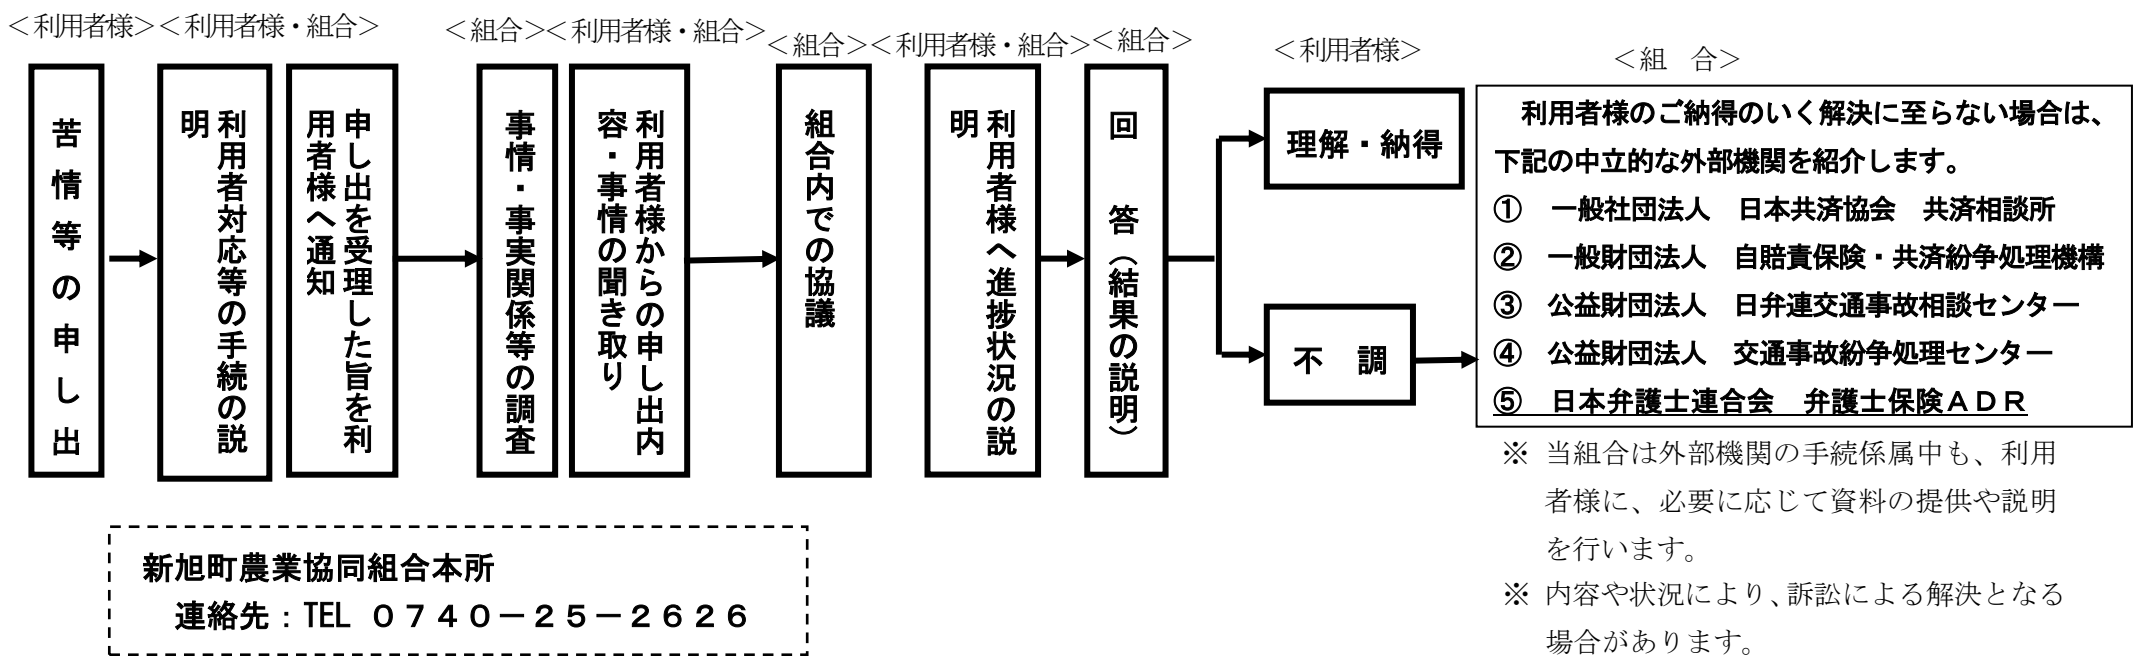 ＜利用者様＞
＜利用者様・組合＞
＜組合＞
＜利用者様・組合＞
＜組合＞
＜利用者様・組合＞
＜組合＞
＜利用者様＞
＜組　合＞
苦情等の申し出
利用者対応等の手続の説
明
申し出を受理した旨を利
用者様へ通知
事情・事実関係等の調査
利用者様からの申し出内
容・事情の聞き取り
組合内での協議
利用者様へ進捗状況の説
明
回　答（結果の説明）
理解・納得
不　調
利用者様のご納得のいく解決に至らない場合は、
下記の中立的な外部機関を紹介します。
①　一般社団法人　日本共済協会　共済相談所
②　一般財団法人　自賠責保険・共済紛争処理機構
③　公益財団法人　日弁連交通事故相談センター
④　公益財団法人　交通事故紛争処理センター
⑤　日本弁護士連合会　弁護士保険ＡＤＲ
※ 当組合は外部機関の手続係属中も、利用
者様に、必要に応じて資料の提供や説明
を行います。
※ 内容や状況により、訴訟による解決となる
場合があります。
新旭町農業協同組合本所
連絡先：TEL ０７４０－２５－２６２６